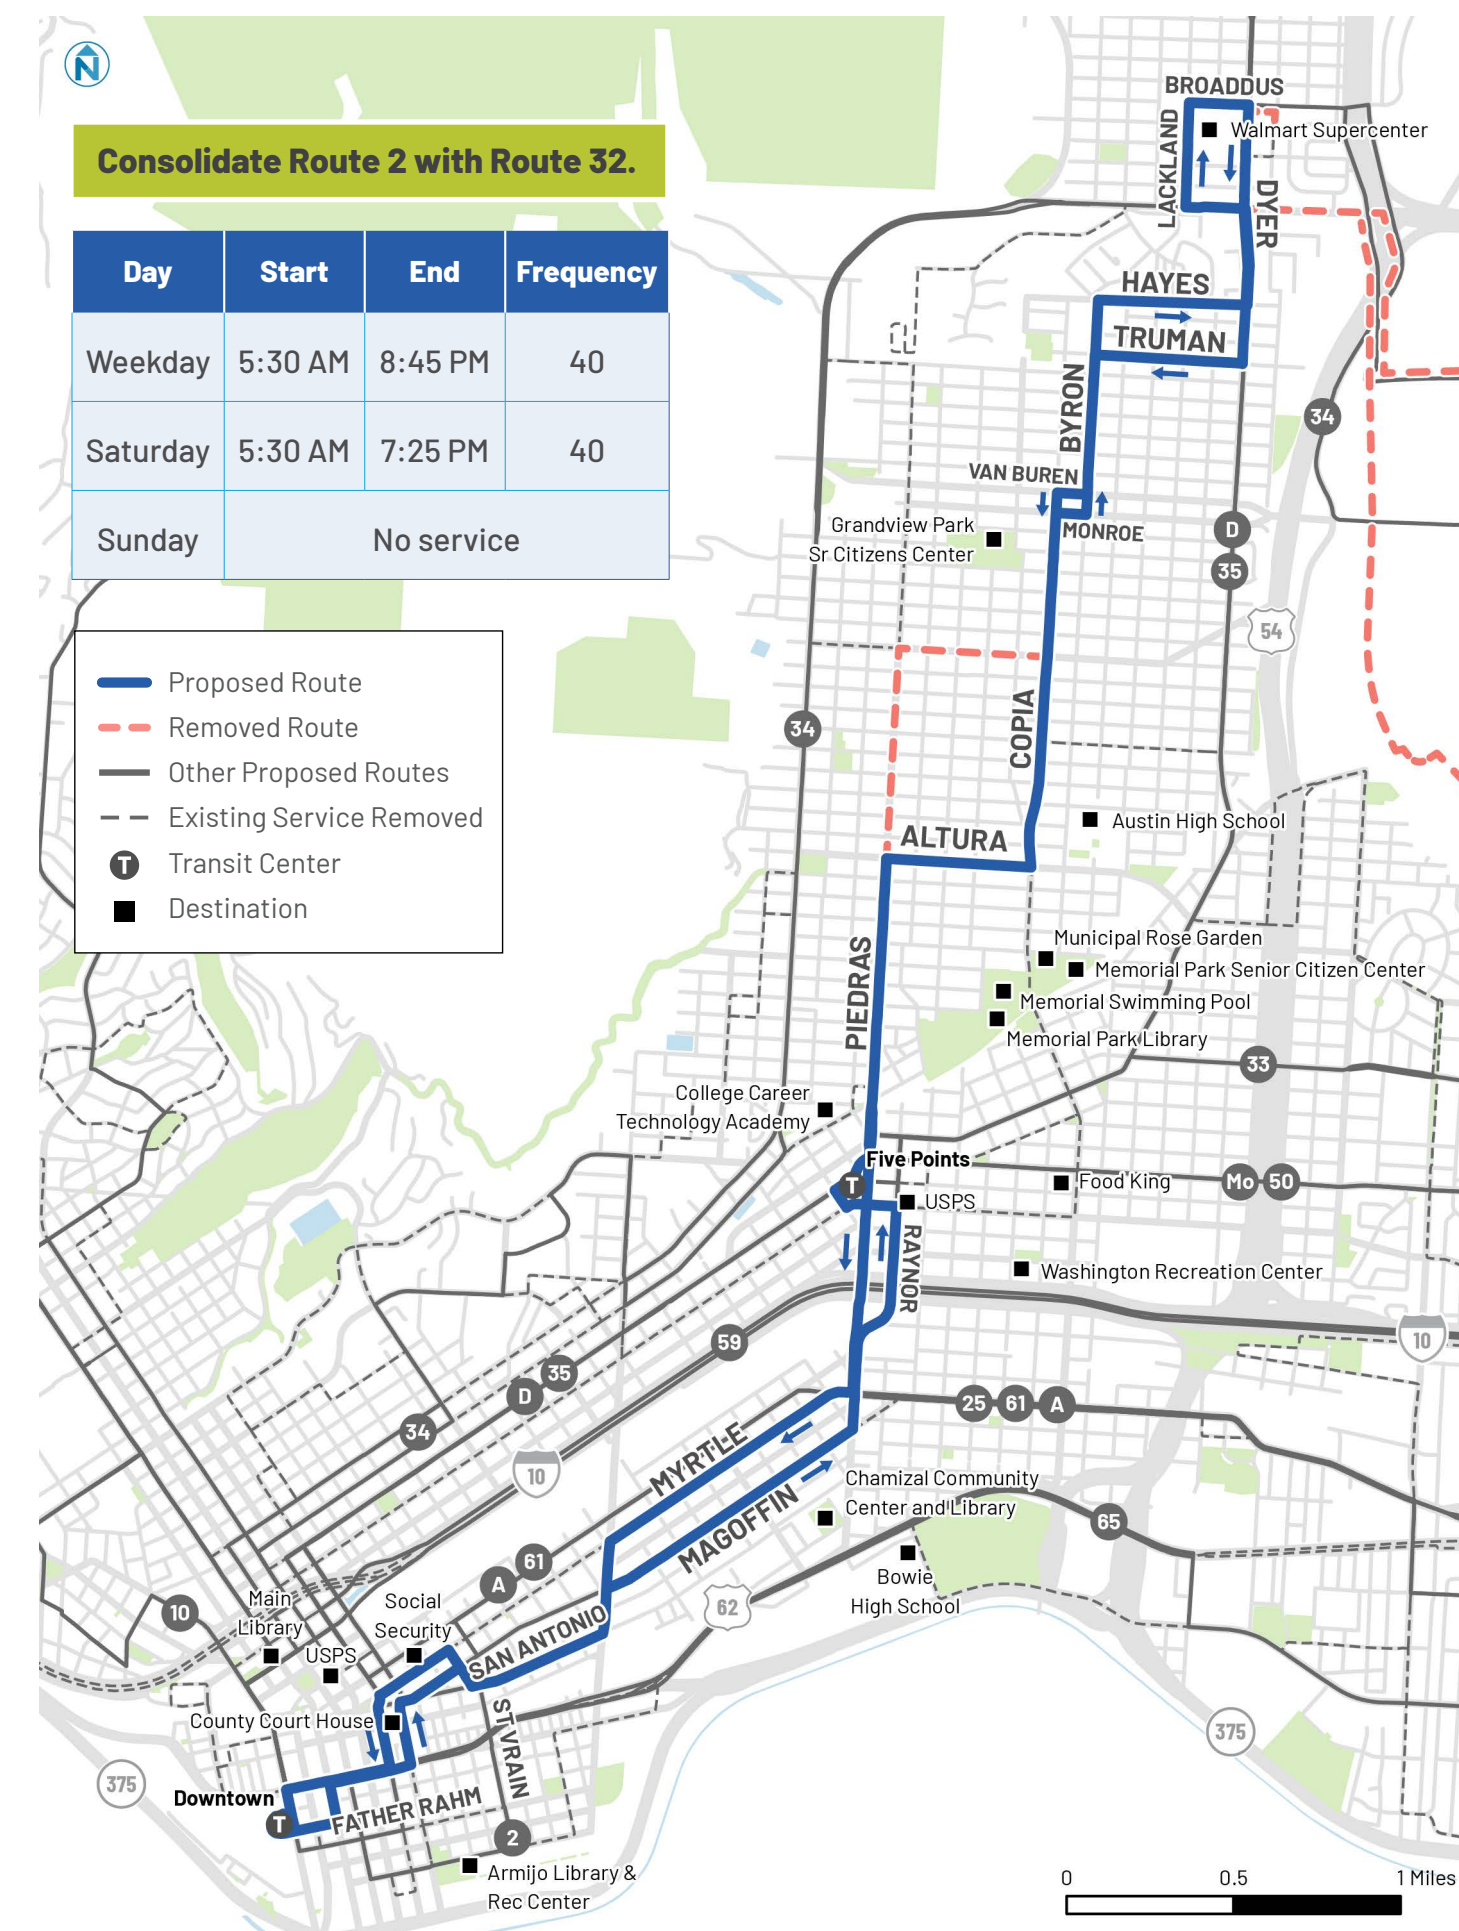 N
BROADDUS
LACKLAND
Walmart Supercenter
DYER
Consolidate Route 2 with Route 32.
Day Start End Frequency
Weekday 5:30 AM 8:45 PM 40
Saturday 5:30 AM 7:25 PM 40
Sunday No service
HAYES
TRUMAN
BYRON
34
VAN BUREN
MONROE
Grandview Park
Sr Citizens Center
D
35
54
Proposed Route
Removed Route
Other Proposed Routes
Existing Service Removed
T Transit Center
Destination
34
COPIA
ALTURA
Austin High School
PIEDRAS
Municipal Rose Garden
Memorial Park Senior Citizen Center
Memorial Swimming Pool
Memorial Park Library
33
College Career
Technology Academy
Five Points
T
Food King
Mo 50
USPS
RAYNOR
Washington Recreation Center
10
59
35
D
34
25 61 A
10
MYRTLE
MAGOFFIN
Chamizal Community
Center and Library
65
Bowie
High School
61
A
62
10
Main
Library
Social
Security
USPS
SAN ANTONIO
County Court House
ST VRAIN
375
375
Downtown
T
FATHER RAHM
2
Armijo Library &
Rec Center
0 0.5 1 Miles